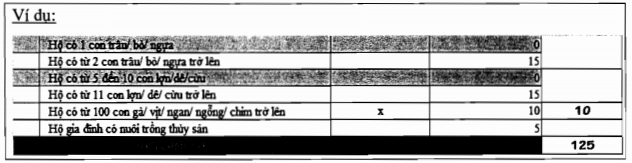 Ví dụ:
Hộ có 1 con trâu/ bò/ ngựa 0
Hộ có từ 2 con trâu/ bò/ ngựa trở lên 15
Hộ có từ 5 đến 10 con lợn/dê/cừu 0
Hộ có từ 11 con lợn/ dê/ cừu trở lên 15
Hộ có từ 100 con gà/ vịt/ ngan/ ngỗng/ chim trở lên x 10 10
Hộ gia đình có nuôi trồng thủy sản 5
125